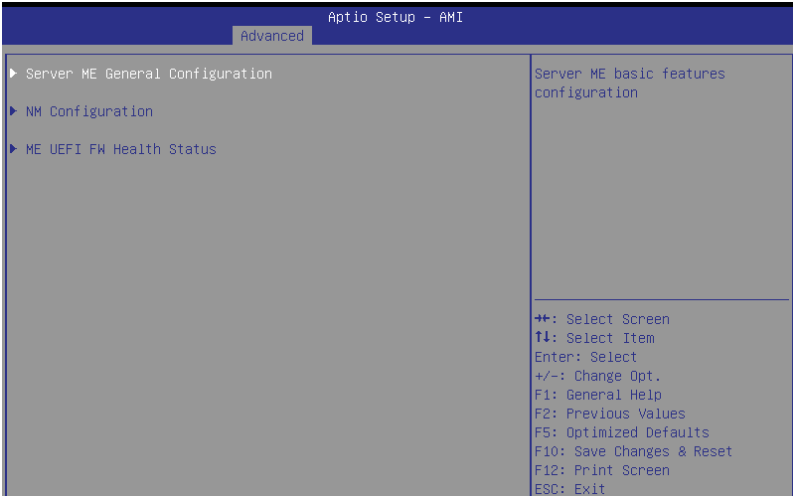 Aptio Setup – AMI
Advanced
▶ Server ME General Configuration
▶ NM Configuration
▶ ME UEFI FW Health Status
Server ME basic features
configuration
→←: Select Screen
↑↓: Select Item
Enter: Select
+/-: Change Opt.
F1: General Help
F2: Previous Values
F5: Optimized Defaults
F10: Save Changes & Reset
F12: Print Screen
ESC: Exit